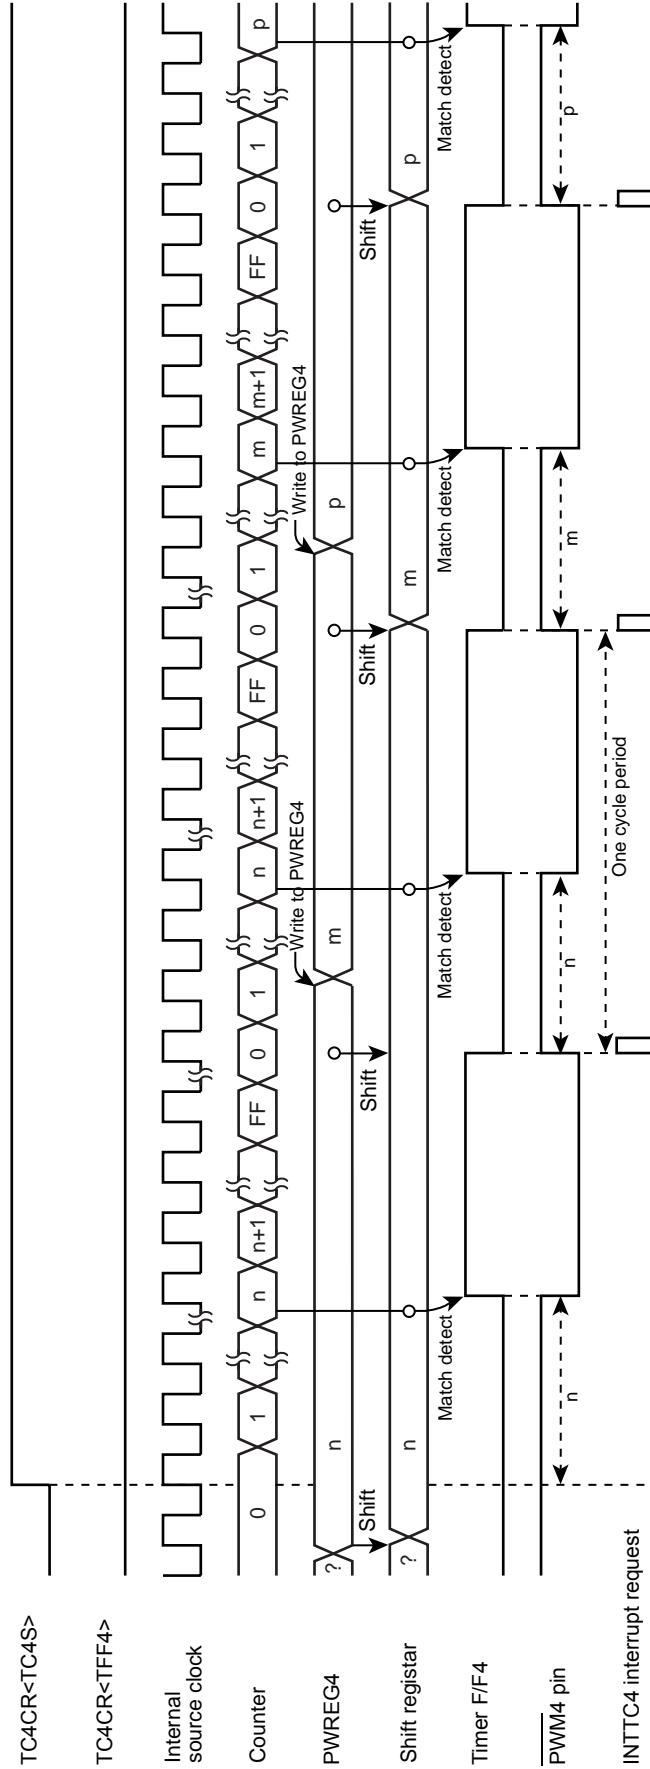 TC4CR<TC4S>
TC4CR<TFF4>
Internal
source clock
Counter
0 1 n n+1 FF 0 1 n n+1 FF 0 1 m m+1 FF 0 1 p
Write to PWREG4
Write to PWREG4
PWREG4
? n m p
Shift
Shift
Shift
Shift
Shift registar
? n m p
Match detect
Match detect
Match detect
Match detect
Timer F/F4
PWM4 pin
n n m p
One cycle period
INTTC4 interrupt request